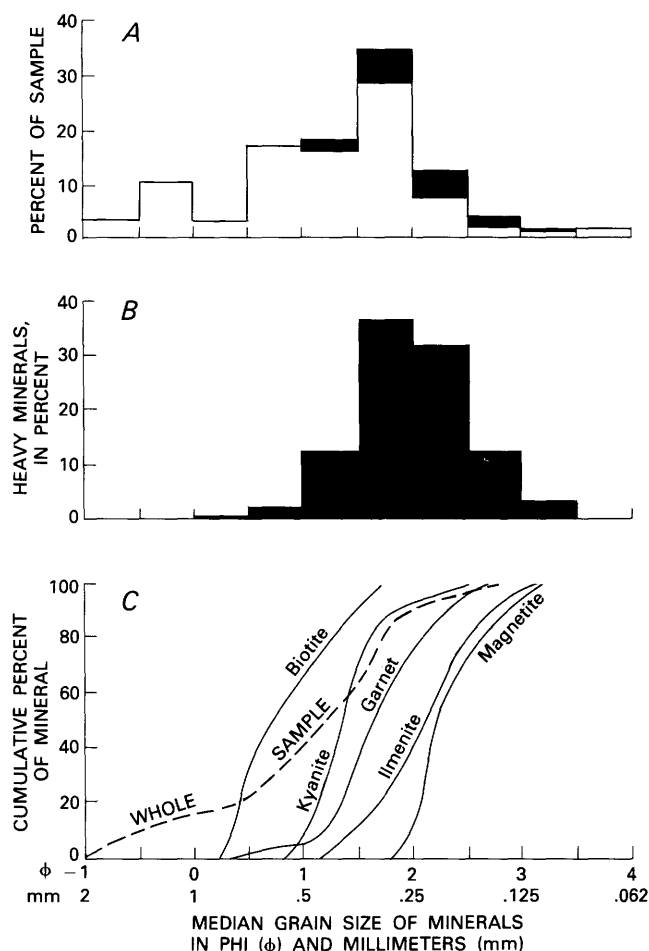 A
PERCENT OF SAMPLE
40
30
20
10
0
B
HEAVY MINERALS,
IN PERCENT
40
30
20
10
0
C
CUMULATIVE PERCENT
OF MINERAL
100
80
60
40
20
0
Biotite
WHOLE SAMPLE
Kyanite
Garnet
Ilmenite
Magnetite
ϕ -1 0 1 2 3 4
mm 2 1 .5 .25 .125 .062
MEDIAN GRAIN SIZE OF MINERALS
IN PHI (ϕ) AND MILLIMETERS (mm)